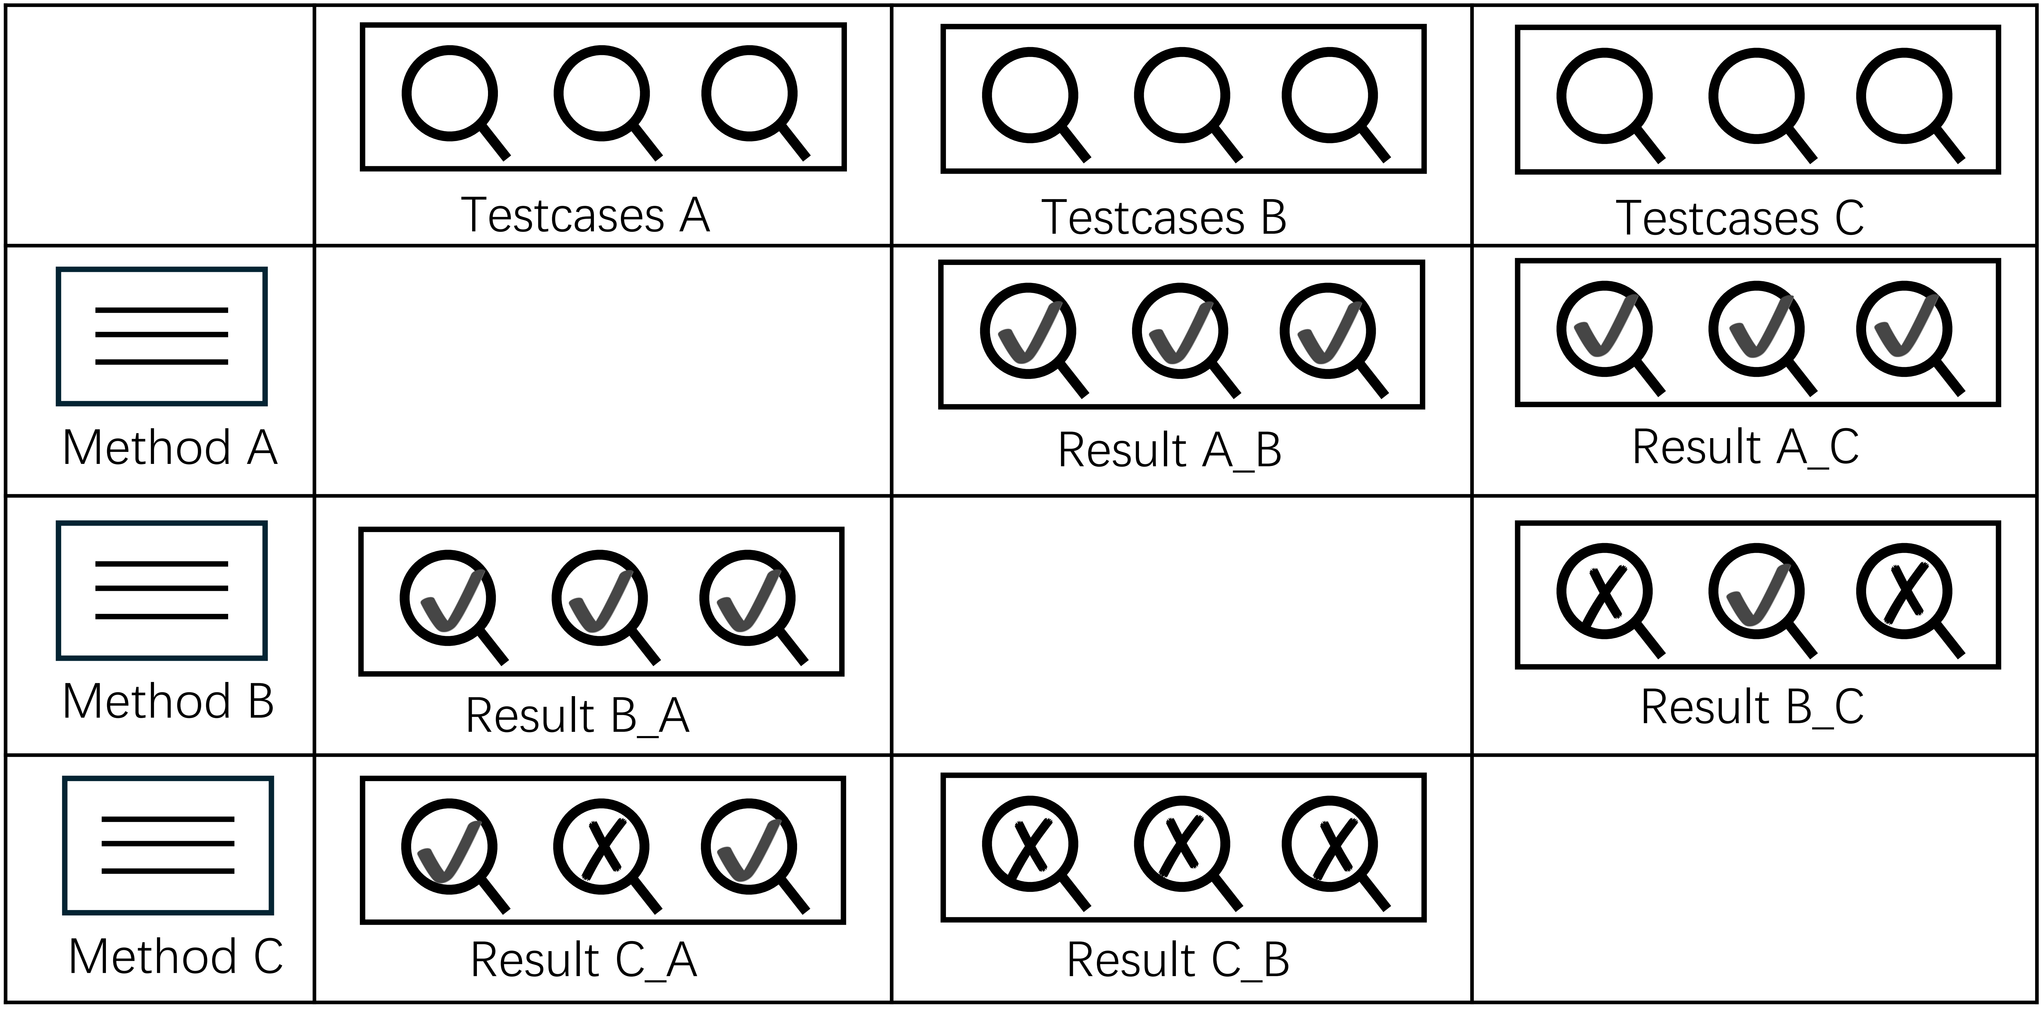 Testcases A
Testcases B
Testcases C
Method A
Result A_B
Result A_C
Method B
Result B_A
Result B_C
Method C
Result C_A
Result C_B